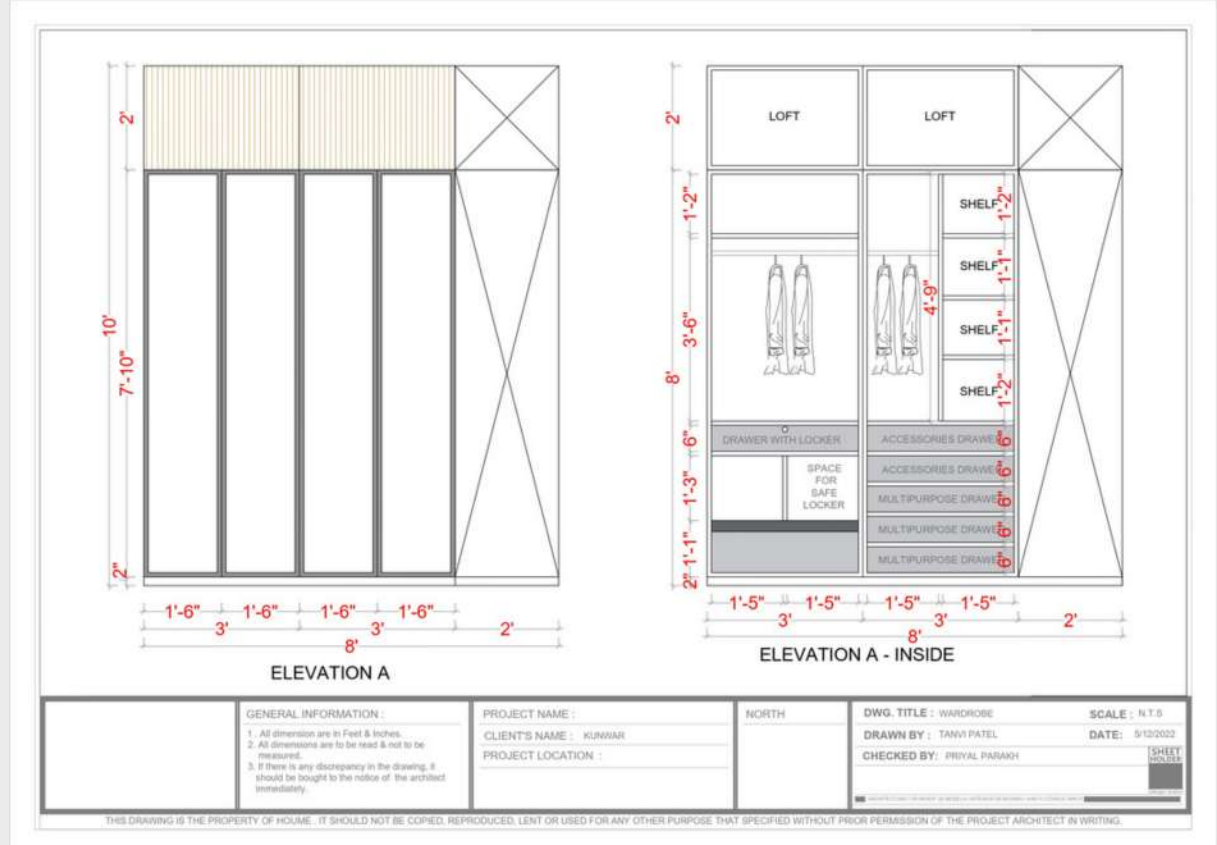 2'
10'
7'-10"
2"
1'-6" 1'-6" 1'-6" 1'-6"
3' 3' 2'
8'
ELEVATION A
LOFT LOFT
2'
8'
1'-2"
3'-6"
6"
1'-3"
1'-1"
2"
4'-9"
SHELF 1'-2"
SHELF 1'-1"
SHELF 1'-1"
SHELF 1'-2"
DRAWER WITH LOCKER
SPACE
FOR
SAFE
LOCKER
ACCESSORIES DRAWE 6"
ACCESSORIES DRAWE 6"
MULTIPURPOSE DRAWE 6"
MULTIPURPOSE DRAWE 6"
MULTIPURPOSE DRAWE 6"
1'-5" 1'-5" 1'-5" 1'-5"
3' 3' 2'
8'
ELEVATION A - INSIDE
GENERAL INFORMATION :
1. All dimension are in Feet & Inches.
2. All dimensions are to be read & not to be
measured.
3. If there is any discrepancy in the drawing, it
should be bought to the notice of the architect
immediately.
PROJECT NAME :
CLIENT'S NAME : KUNWAR
PROJECT LOCATION :
NORTH
DWG. TITLE : WARDROBE SCALE : N.T.S
DRAWN BY : TANVI PATEL DATE: 5/12/2022
CHECKED BY: PRIYAL PARAKH
SHEET
HOLDER
THIS DRAWING IS THE PROPERTY OF HOUME . IT SHOULD NOT BE COPIED, REPRODUCED, LENT OR USED FOR ANY OTHER PURPOSE THAT SPECIFIED WITHOUT PRIOR PERMISSION OF THE PROJECT ARCHITECT IN WRITING.